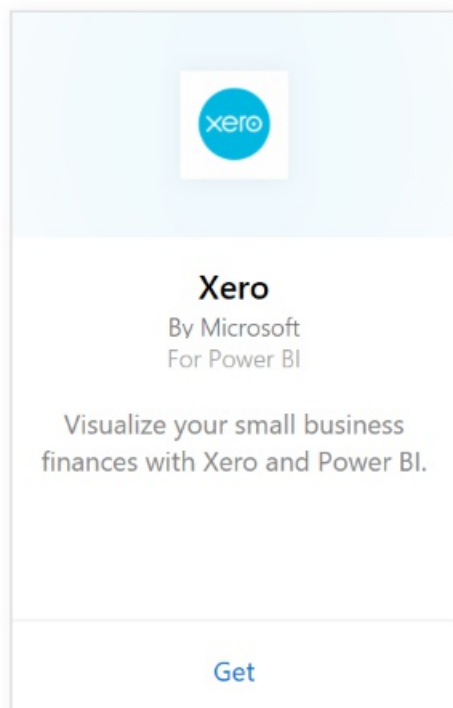 xero
Xero
By Microsoft
For Power BI
Visualize your small business
finances with Xero and Power BI.
Get